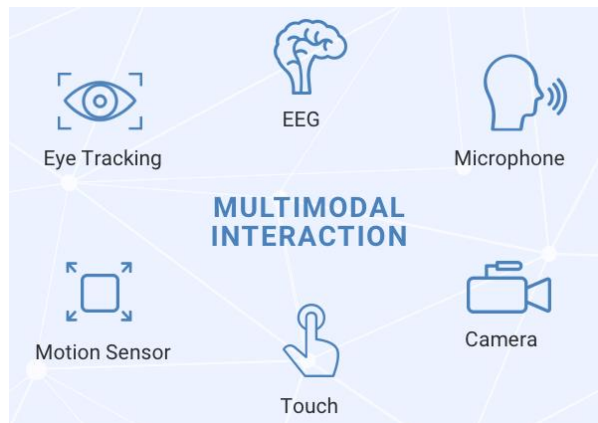 EEG
Eye Tracking
Microphone
MULTIMODAL
INTERACTION
Motion Sensor
Camera
Touch